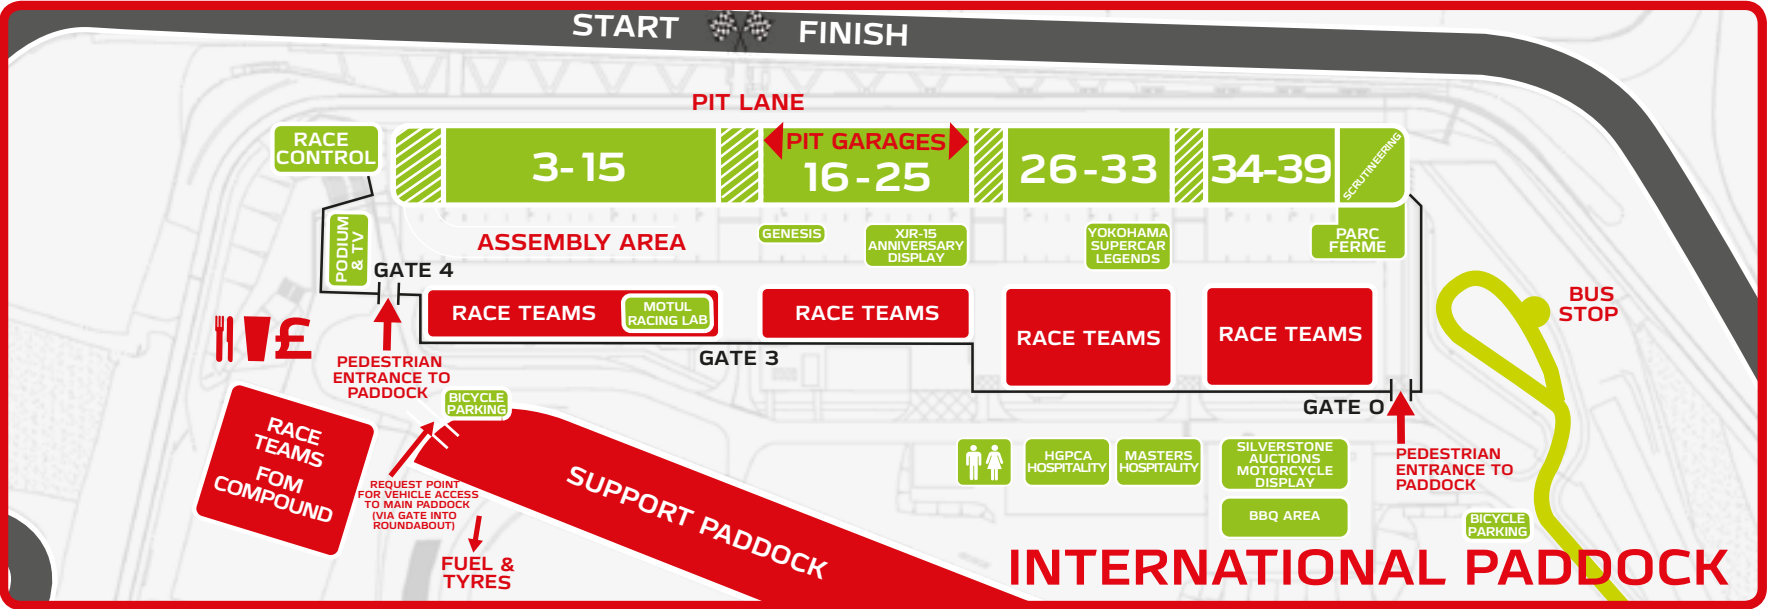 START FINISH
PIT LANE
RACE
CONTROL
3-15
PIT GARAGES
16-25
26-33
34-39
SCRUTINEERING
PODIUM
& TV
ASSEMBLY AREA
GENESIS
XJR-15
ANNIVERSARY
DISPLAY
YOKOHAMA
SUPERCAR
LEGENDS
PARC
FERME
GATE 4
RACE TEAMS
MOTUL
RACING LAB
RACE TEAMS
RACE TEAMS
RACE TEAMS
BUS
STOP
£
GATE 3
PEDESTRIAN
ENTRANCE TO
PADDOCK
BICYCLE
PARKING
GATE 0
RACE
TEAMS
FOM
COMPOUND
REQUEST POINT
FOR VEHICLE ACCESS
TO MAIN PADDOCK
(VIA GATE INTO
ROUNDABOUT)
SUPPORT PADDOCK
FUEL &
TYRES
HGPCA
HOSPITALITY
MASTERS
HOSPITALITY
SILVERSTONE
AUCTIONS
MOTORCYCLE
DISPLAY
BBQ AREA
PEDESTRIAN
ENTRANCE TO
PADDOCK
BICYCLE
PARKING
INTERNATIONAL PADDOCK